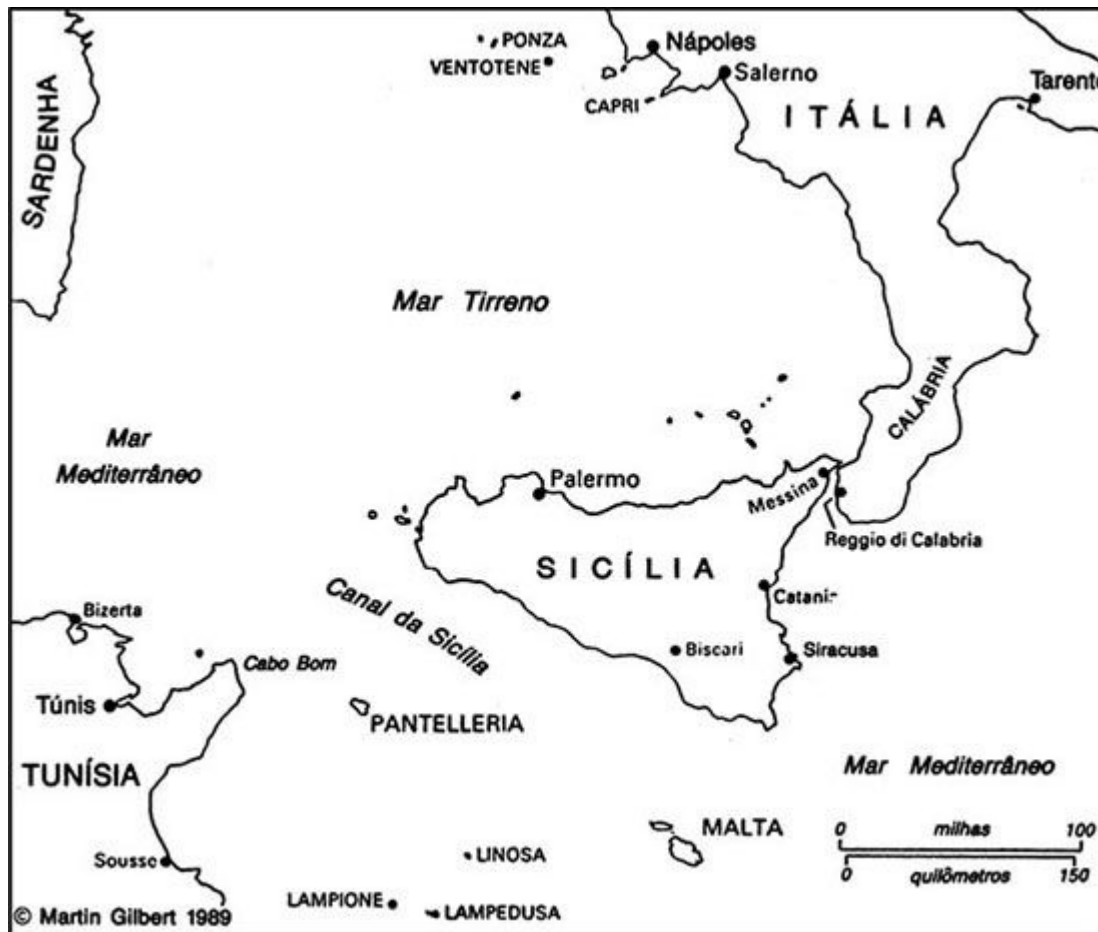 PONZA
VENTOTENE
Nápoles
Salerno
CAPRI
Tarento
ITÁLIA
SARDENHA
Mar Tirreno
CALÁBRIA
Mar
Mediterrâneo
Palermo
Messina
Reggio di Calabria
SICÍLIA
Canal da Sicília
Catania
Bizerta
Biscari
Siracusa
Cabo Bom
Túnis
PANTELLERIA
TUNÍSIA
Mar Mediterrâneo
MALTA
0 milhas 100
0 quilômetros 150
Sousse
LINOSA
LAMPIONE
LAMPEDUSA
© Martin Gilbert 1989